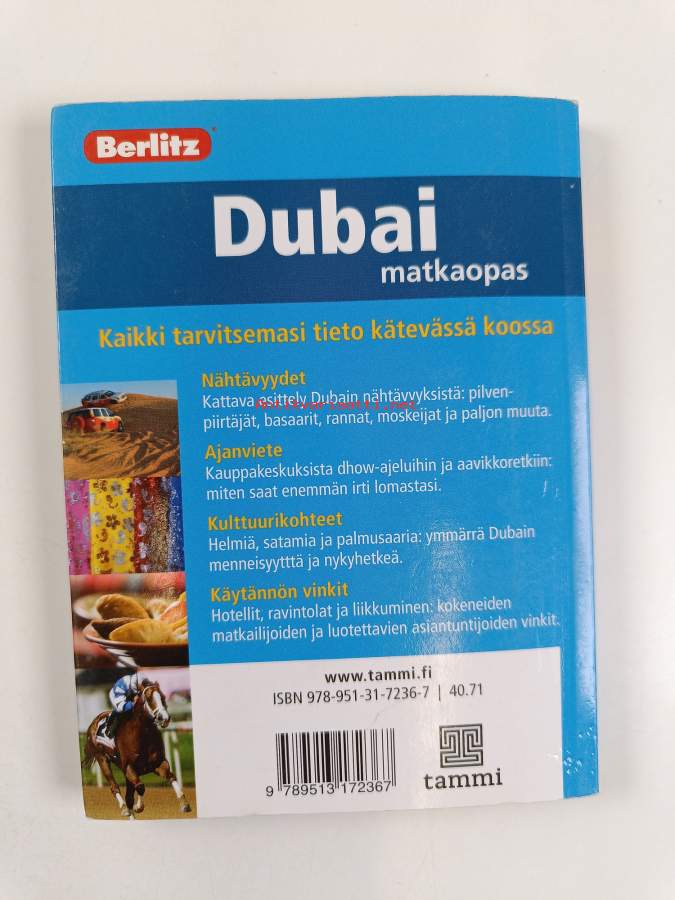 Berlitz
Dubai
matkaopas
Kaikki tarvitsemasi tieto kätevässä koossa
Nähtävyydet
Kattava esittely Dubain nähtävyyksistä: pilven-
Antikvariaatti.net
piirtäjät, basaarit, rannat, moskeijat ja paljon muuta.
Ajanviete
Kauppakeskuksista dhow-ajeluihin ja aavikkoretkiin:
miten saat enemmän irti lomastasi.
Kulttuurikohteet
Helmiä, satamia ja palmusaaria: ymmärrä Dubain
menneisyytttä ja nykyhetkeä.
Käytännön vinkit
Hotellit, ravintolat ja liikkuminen: kokeneiden
matkailijoiden ja luotettavien asiantuntijoiden vinkit.
www.tammi.fi
ISBN 978-951-31-7236-7 | 40.71
9 789513 172367
tammi